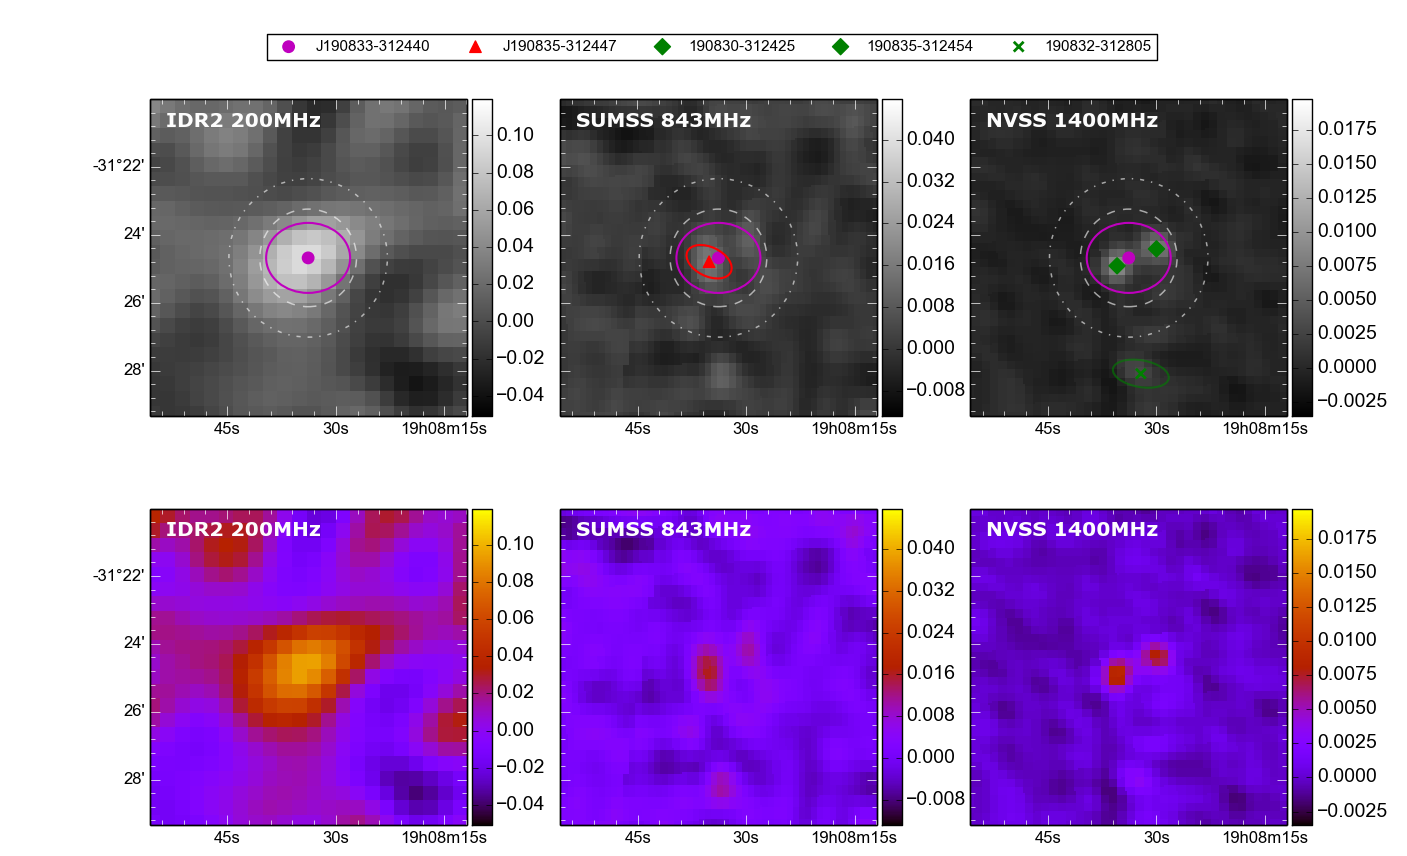 J190833-312440 J190835-312447 190830-312425 190835-312454 190832-312805
IDR2 200MHz SUMSS 843MHz NVSS 1400MHz
-31°22' 24' 26' 28'
0.10 0.08 0.06 0.04 0.02 0.00 −0.02 −0.04
0.040 0.032 0.024 0.016 0.008 0.000 −0.008
0.0175 0.0150 0.0125 0.0100 0.0075 0.0050 0.0025 0.0000 −0.0025
45s 30s 19h08m15s 45s 30s 19h08m15s 45s 30s 19h08m15s
IDR2 200MHz SUMSS 843MHz NVSS 1400MHz
-31°22' 24' 26' 28'
0.10 0.08 0.06 0.04 0.02 0.00 −0.02 −0.04
0.040 0.032 0.024 0.016 0.008 0.000 −0.008
0.0175 0.0150 0.0125 0.0100 0.0075 0.0050 0.0025 0.0000 −0.0025
45s 30s 19h08m15s 45s 30s 19h08m15s 45s 30s 19h08m15s